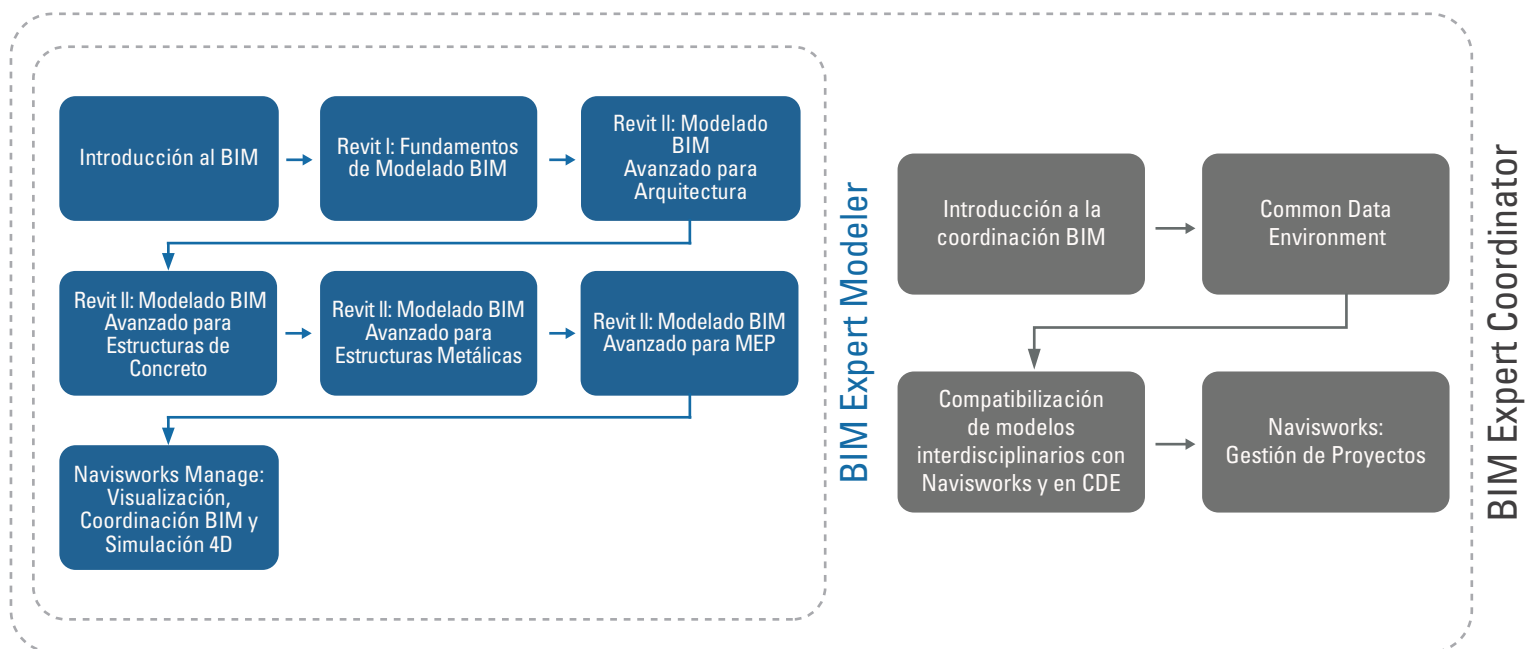 Introducción al BIM
Revit I: Fundamentos
de Modelado BIM
Revit II: Modelado
BIM
Avanzado para
Arquitectura
Revit II: Modelado BIM
Avanzado para
Estructuras de
Concreto
Revit II: Modelado BIM
Avanzado para
Estructuras Metálicas
Revit II: Modelado BIM
Avanzado para MEP
Navisworks Manage:
Visualización,
Coordinación BIM y
Simulación 4D
BIM Expert Modeler
Introducción a la
coordinación BIM
Common Data
Environment
Compatibilización
de modelos
interdisciplinarios con
Navisworks y en CDE
Navisworks:
Gestión de Proyectos
BIM Expert Coordinator